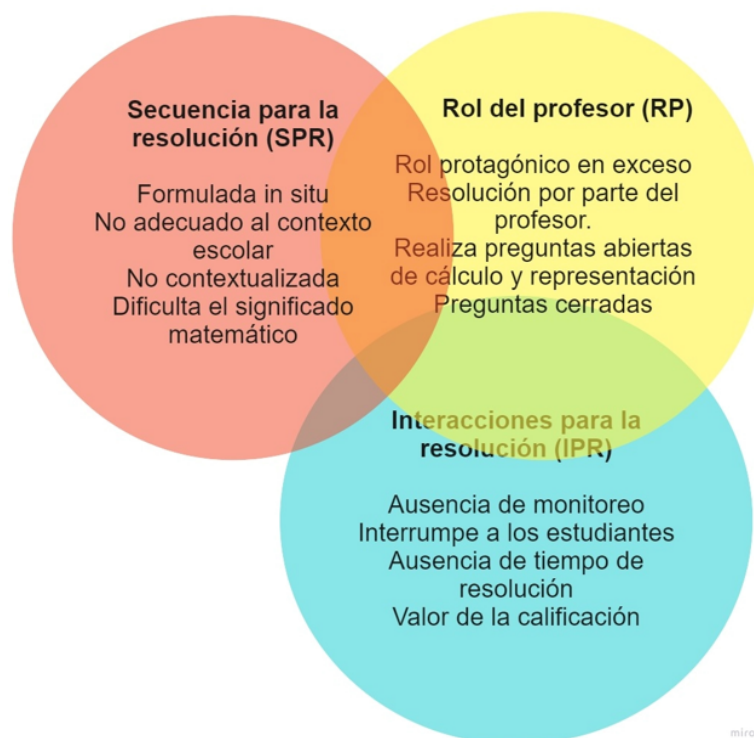 Secuencia para la
resolución (SPR)
Formulada in situ
No adecuado al contexto
escolar
No contextualizada
Dificulta el significado
matemático
Rol del profesor (RP)
Rol protagónico en exceso
Resolución por parte del
profesor.
Realiza preguntas abiertas
de cálculo y representación
Preguntas cerradas
Interacciones para la
resolución (IPR)
Ausencia de monitoreo
Interrumpe a los estudiantes
Ausencia de tiempo de
resolución
Valor de la calificación
miro